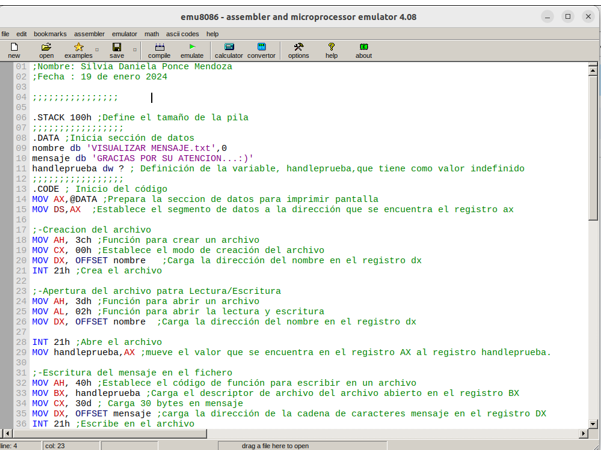 emu8086 - assembler and microprocessor emulator 4.08
file edit bookmarks assembler emulator math ascii codes help
new open examples save compile emulate calculator convertor options help about
01 ;Nombre: Silvia Daniela Ponce Mendoza
02 ;Fecha : 19 de enero 2024
03
04 ;;;;;;;;;;;;;;;;
05
06 .STACK 100h ;Define el tamaño de la pila
07 ;;;;;;;;;;;;;;;;;
08 .DATA ;Inicia sección de datos
09 nombre db 'VISUALIZAR MENSAJE.txt',0
10 mensaje db 'GRACIAS POR SU ATENCION...:)'
11 handleprueba dw ? ; Definición de la variable, handleprueba,que tiene como valor indefinido
12 ;;;;;;;;;;;;;;;;;
13 .CODE ; Inicio del código
14 MOV AX,@DATA ;Prepara la seccion de datos para imprimir pantalla
15 MOV DS,AX ;Establece el segmento de datos a la dirección que se encuentra el registro ax
16
17 ;-Creacion del archivo
18 MOV AH, 3ch ;Función para crear un archivo
19 MOV CX, 00h ;Establece el modo de creación del archivo
20 MOV DX, OFFSET nombre ;Carga la dirección del nombre en el registro dx
21 INT 21h ;Crea el archivo
22
23 ;-Apertura del archivo patra Lectura/Escritura
24 MOV AH, 3dh ;Función para abrir un archivo
25 MOV AL, 02h ;Función para abrir la lectura y escritura
26 MOV DX, OFFSET nombre ;Carga la dirección del nombre en el registro dx
27
28 INT 21h ;Abre el archivo
29 MOV handleprueba,AX ;mueve el valor que se encuentra en el registro AX al registro handleprueba.
30
31 ;-Escritura del mensaje en el fichero
32 MOV AH, 40h ;Establece el código de función para escribir en un archivo
33 MOV BX, handleprueba ;Carga el descriptor de archivo del archivo abierto en el registro BX
34 MOV CX, 30d ; Carga 30 bytes en mensaje
35 MOV DX, OFFSET mensaje ;carga la dirección de la cadena de caracteres mensaje en el registro DX
36 INT 21h ;Escribe en el archivo
line: 4 col: 23 drag a file here to open